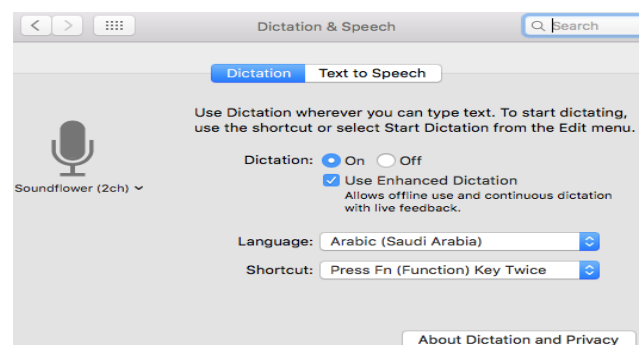 Dictation & Speech
Search
Dictation
Text to Speech
Use Dictation wherever you can type text. To start dictating,
use the shortcut or select Start Dictation from the Edit menu.
Soundflower (2ch)
Dictation: On Off
Use Enhanced Dictation
Allows offline use and continuous dictation
with live feedback.
Language: Arabic (Saudi Arabia)
Shortcut: Press Fn (Function) Key Twice
About Dictation and Privacy